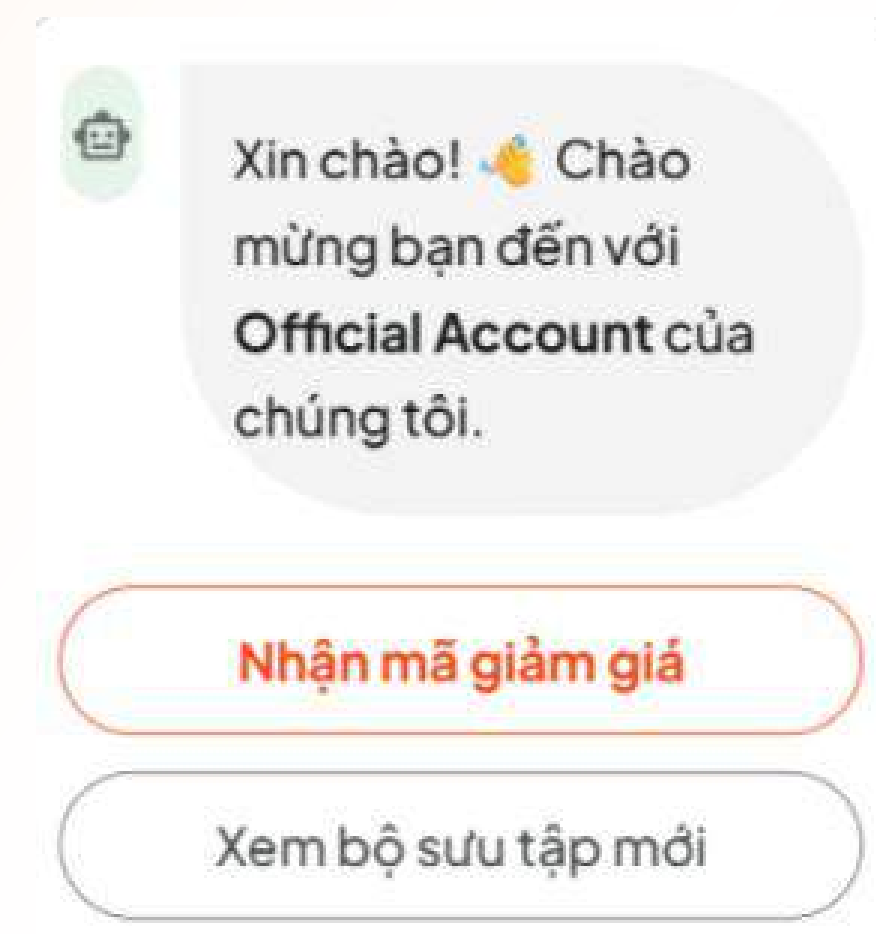 Xin chào! 👋 Chào
mừng bạn đến với
Official Account của
chúng tôi.
Nhận mã giảm giá
Xem bộ sưu tập mới